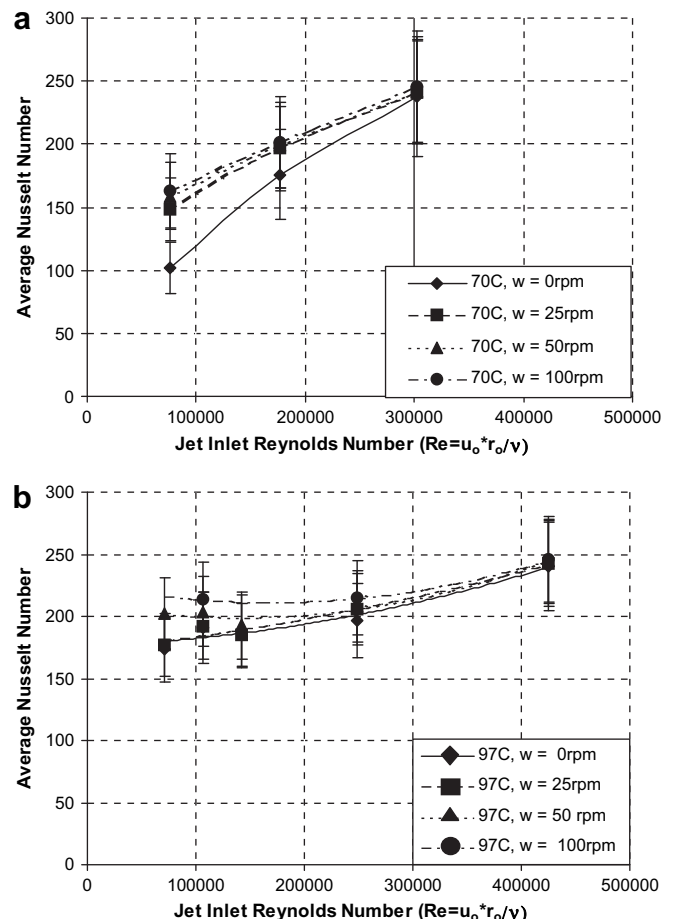 a
300
250
200
150
100
50
0
Average Nusselt Number
70C, w = 0rpm
70C, w = 25rpm
70C, w = 50rpm
70C, w = 100rpm
0 100000 200000 300000 400000 500000
Jet Inlet Reynolds Number (Re=uo*ro/ν)
b
300
250
200
150
100
50
0
Average Nusselt Number
97C, w = 0rpm
97C, w = 25rpm
97C, w = 50 rpm
97C, w = 100rpm
0 100000 200000 300000 400000 500000
Jet Inlet Reynolds Number (Re=uo*ro/ν)